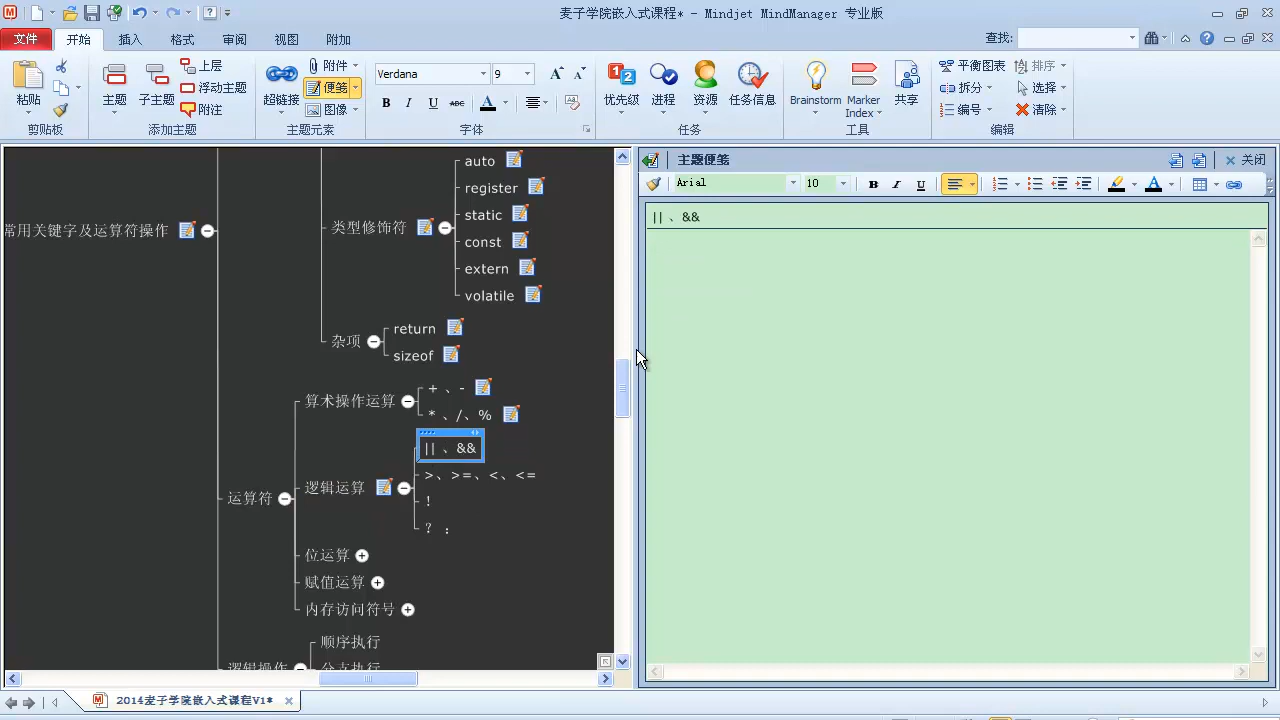 麦子学院嵌入式课程* - Mindjet MindManager 专业版
文件
开始
插入
格式
审阅
视图
附加
查找:
粘贴
剪贴板
主题
子主题
上层
浮动主题
附注
添加主题
超链接
附件
便笺
图像
主题元素
Verdana
9
B I U ABC A
字体
优先级
进程
资源
任务信息
任务
Brainstorm
Marker Index
共享
工具
平衡图表
拆分
编号
排序
选择
清除
编辑
常用关键字及运算符操作
类型修饰符
auto
register
static
const
extern
volatile
杂项
return
sizeof
运算符
算术操作运算
+ 、-
* 、/、%
逻辑运算
|| 、&&
>、>=、<、<=
!
? :
位运算
赋值运算
内存访问符号
逻辑操作
顺序执行
分支执行
主题便笺
关闭
Arial
10
B I U A
|| 、&&
2014麦子学院嵌入式课程V1*